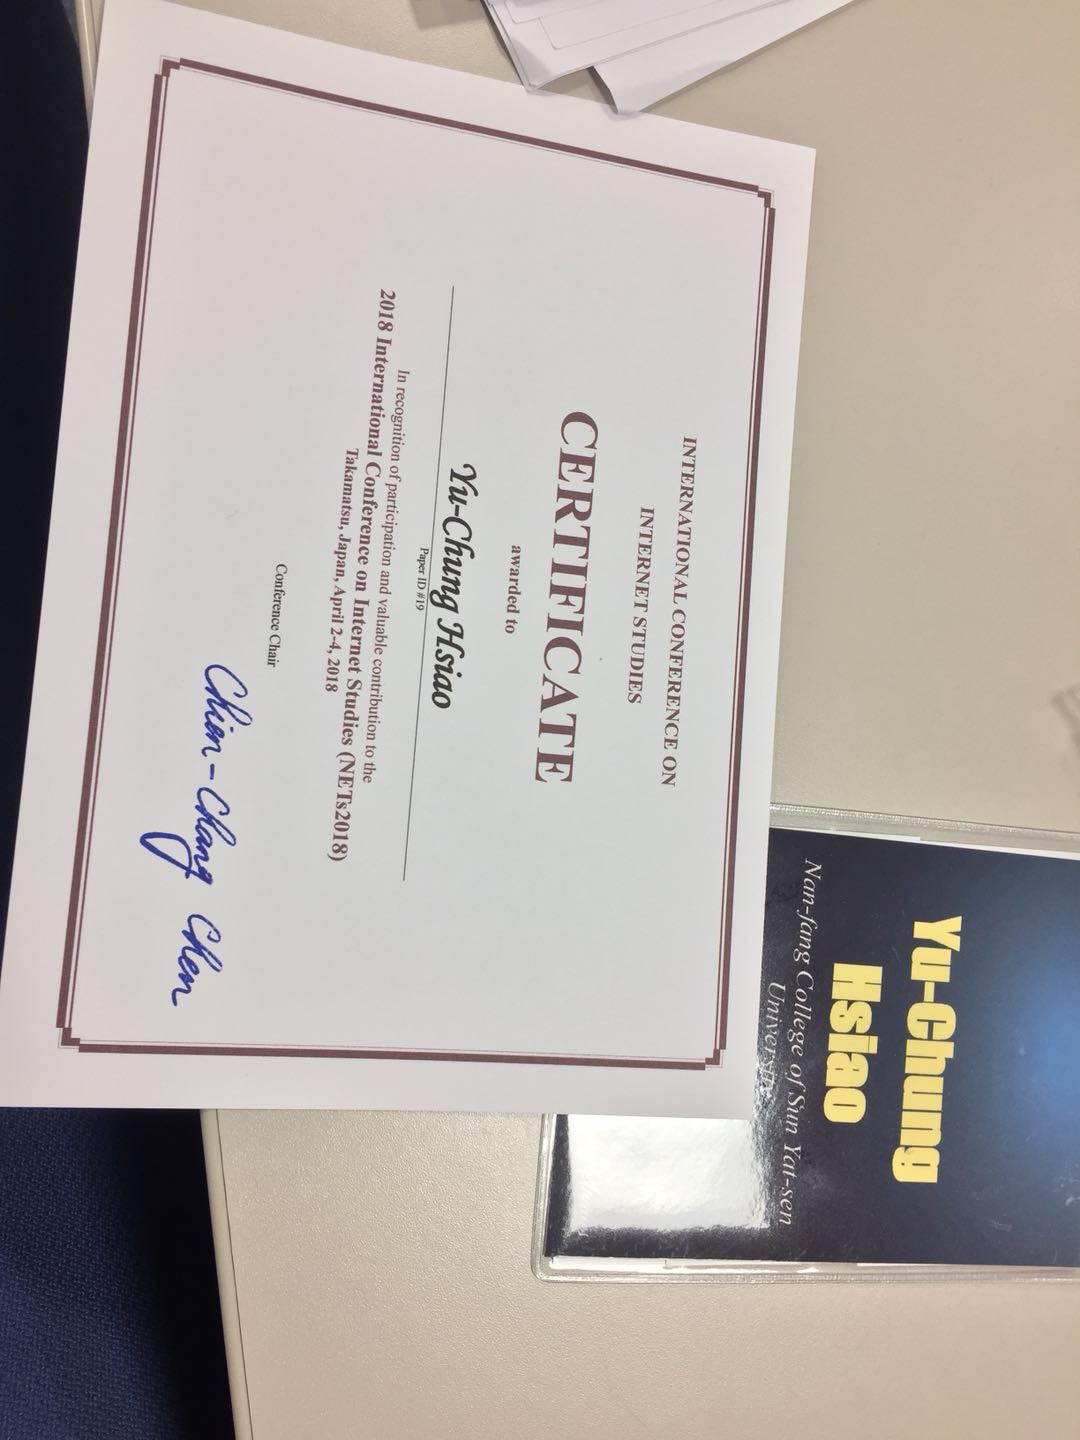 INTERNATIONAL CONFERENCE ON
INTERNET STUDIES
CERTIFICATE
awarded to
Yu-Chung Hsiao
Paper ID #19
In recognition of participation and valuable contribution to the
2018 International Conference on Internet Studies (NETs2018)
Takamatsu, Japan, April 2-4, 2018
Conference Chair
Chien-Chang Chen
Yu-Chung
Hsiao
Nan-fang College of Sun Yat-sen
University